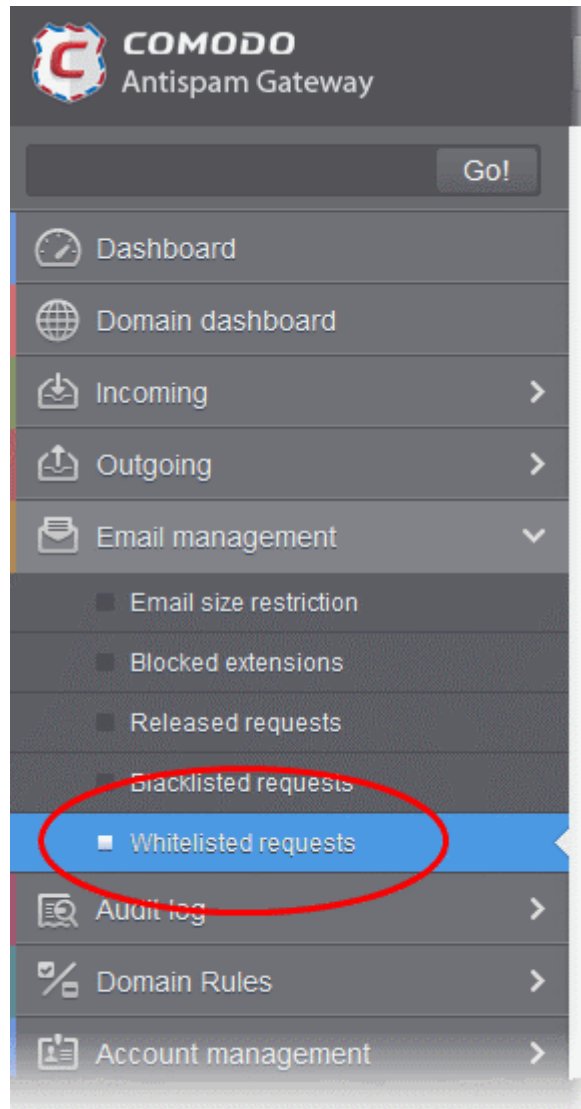 COMODO
Antispam Gateway
Go!
Dashboard
Domain dashboard
Incoming
Outgoing
Email management
Email size restriction
Blocked extensions
Released requests
Blacklisted requests
Whitelisted requests
Audit log
Domain Rules
Account management